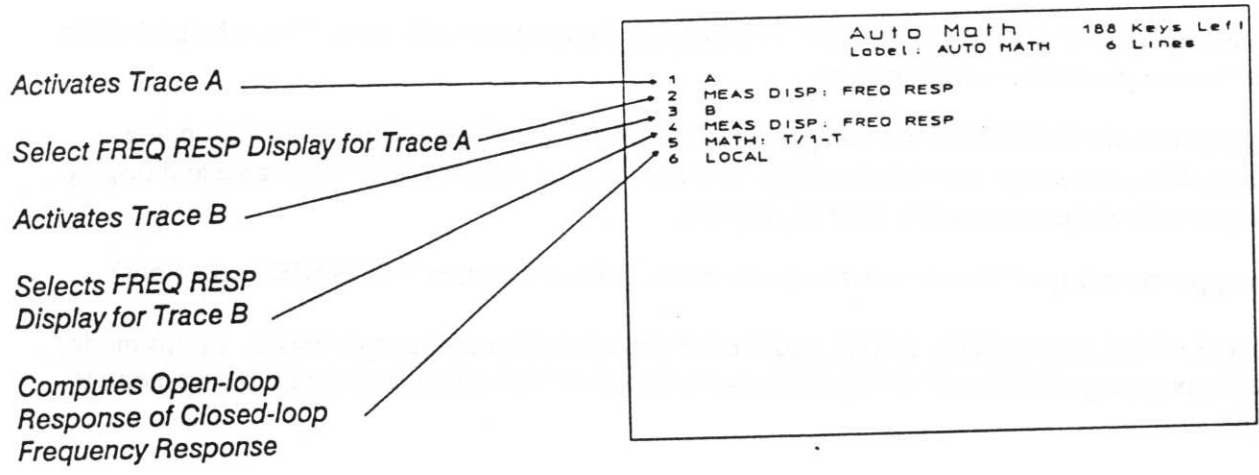 Auto Math 188 Keys Left
Label: AUTO MATH 6 Lines
Activates Trace A
1 A
2 MEAS DISP: FREQ RESP
3 B
4 MEAS DISP: FREQ RESP
5 MATH: T/1-T
6 LOCAL
Select FREQ RESP Display for Trace A
Activates Trace B
Selects FREQ RESP
Display for Trace B
Computes Open-loop
Response of Closed-loop
Frequency Response